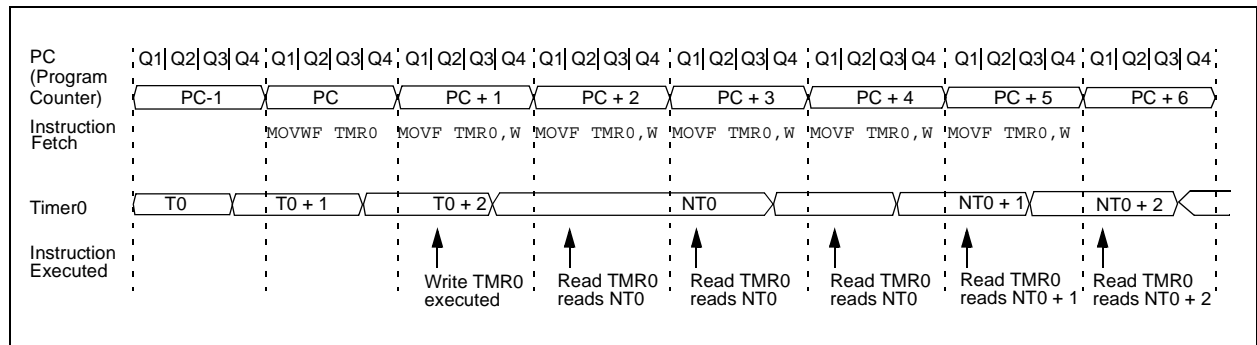 PC
(Program
Counter)
Q1 Q2 Q3 Q4 Q1 Q2 Q3 Q4 Q1 Q2 Q3 Q4 Q1 Q2 Q3 Q4 Q1 Q2 Q3 Q4 Q1 Q2 Q3 Q4 Q1 Q2 Q3 Q4 Q1 Q2 Q3 Q4
PC-1 PC PC + 1 PC + 2 PC + 3 PC + 4 PC + 5 PC + 6
Instruction
Fetch
MOVWF TMR0 MOVF TMR0,W MOVF TMR0,W MOVF TMR0,W MOVF TMR0,W MOVF TMR0,W
Timer0
T0 T0 + 1 T0 + 2 NT0 NT0 + 1 NT0 + 2
Instruction
Executed
Write TMR0
executed
Read TMR0
reads NT0
Read TMR0
reads NT0
Read TMR0
reads NT0
Read TMR0
reads NT0 + 1
Read TMR0
reads NT0 + 2